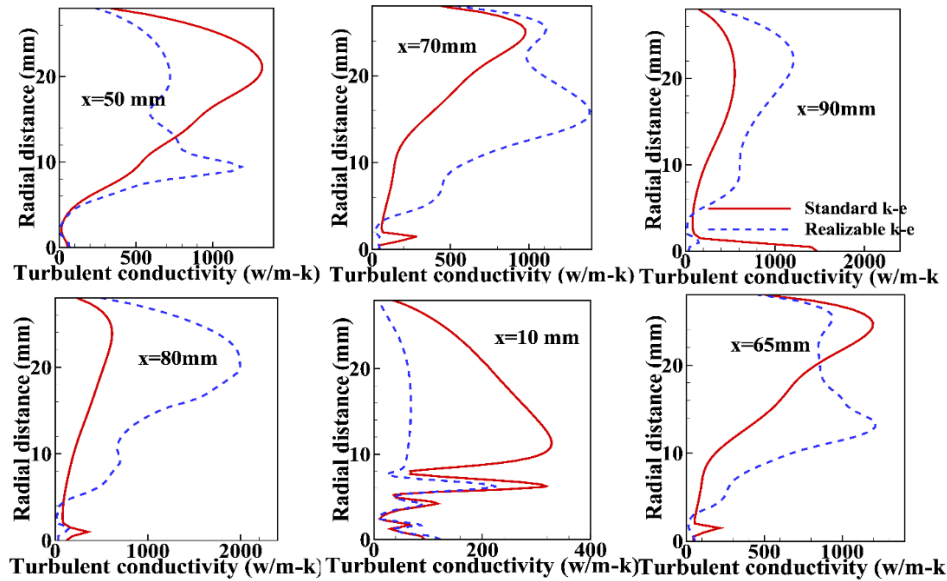 Radial distance (mm)
20
10
0
x=50 mm
0
500
1000
Turbulent conductivity (w/m-k)
Radial distance (mm)
20
10
0
x=70mm
0
500
1000
Turbulent conductivity (w/m-k)
Radial distance (mm)
20
10
0
x=90mm
Standard k-e
Realizable k-e
0
1000
2000
Turbulent conductivity (w/m-k
Radial distance (mm)
20
10
0
x=80mm
0
1000
2000
Turbulent conductivity (w/m-k)
Radial distance (mm)
20
10
0
x=10 mm
0
200
400
Turbulent conductivity (w/m-k)
Radial distance (mm)
20
10
0
x=65mm
0
500
1000
Turbulent conductivity (w/m-k